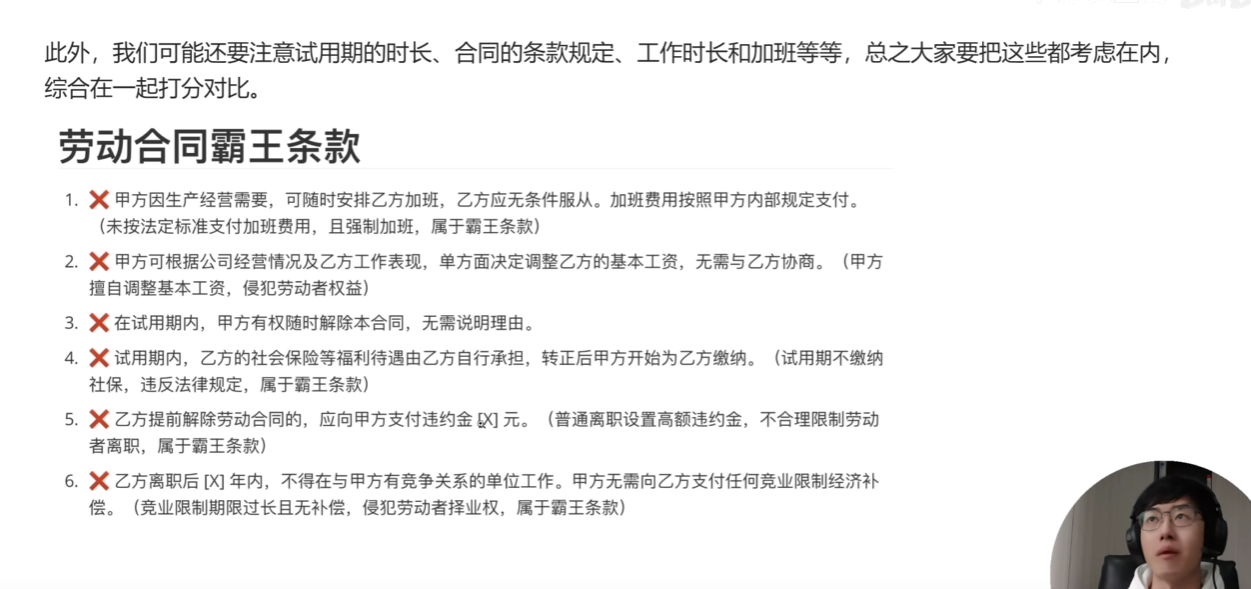 此外，我们可能还要注意试用期的时长、合同的条款规定、工作时长和加班等等，总之大家要把这些都考虑在内，
综合在一起打分对比。
劳动合同霸王条款
1. ❌ 甲方因生产经营需要，可随时安排乙方加班，乙方应无条件服从。加班费用按照甲方内部规定支付。
（未按法定标准支付加班费用，且强制加班，属于霸王条款）
2. ❌ 甲方可根据公司经营情况及乙方工作表现，单方面决定调整乙方的基本工资，无需与乙方协商。（甲方
擅自调整基本工资，侵犯劳动者权益）
3. ❌ 在试用期内，甲方有权随时解除本合同，无需说明理由。
4. ❌ 试用期内，乙方的社会保险等福利待遇由乙方自行承担，转正后甲方开始为乙方缴纳。（试用期不缴纳
社保，违反法律规定，属于霸王条款）
5. ❌ 乙方提前解除劳动合同的，应向甲方支付违约金 [X] 元。（普通离职设置高额违约金，不合理限制劳动
者离职，属于霸王条款）
6. ❌ 乙方离职后 [X] 年内，不得在与甲方有竞争关系的单位工作。甲方无需向乙方支付任何竞业限制经济补
偿。（竞业限制期限过长且无补偿，侵犯劳动者择业权，属于霸王条款）